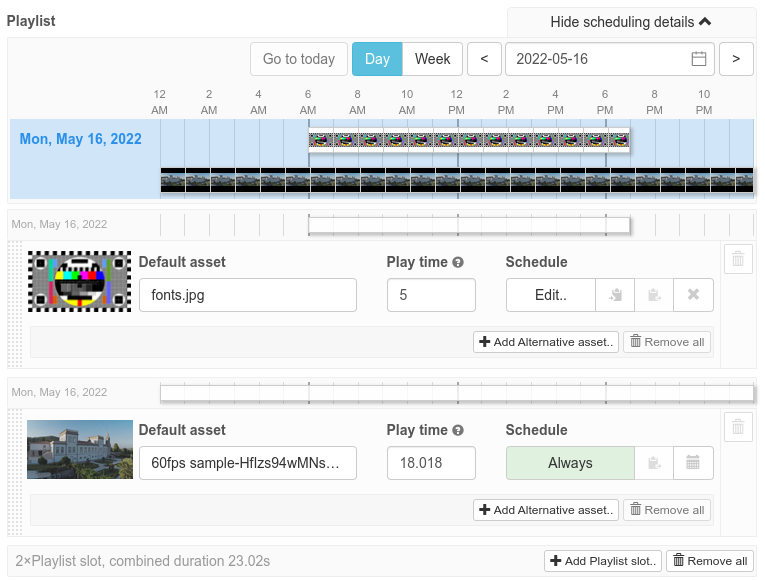 Playlist
Hide scheduling details
Go to today Day Week < 2022-05-16 >
12 2 4 6 8 10 12 2 4 6 8 10
AM AM AM AM AM AM PM PM PM PM PM PM
Mon, May 16, 2022
Mon, May 16, 2022
Default asset Play time ? Schedule
fonts.jpg 5 Edit..
Add Alternative asset.. Remove all
Mon, May 16, 2022
Default asset Play time ? Schedule
60fps sample-Hflzs94wMNs... 18.018 Always
Add Alternative asset.. Remove all
2×Playlist slot, combined duration 23.02s Add Playlist slot.. Remove all